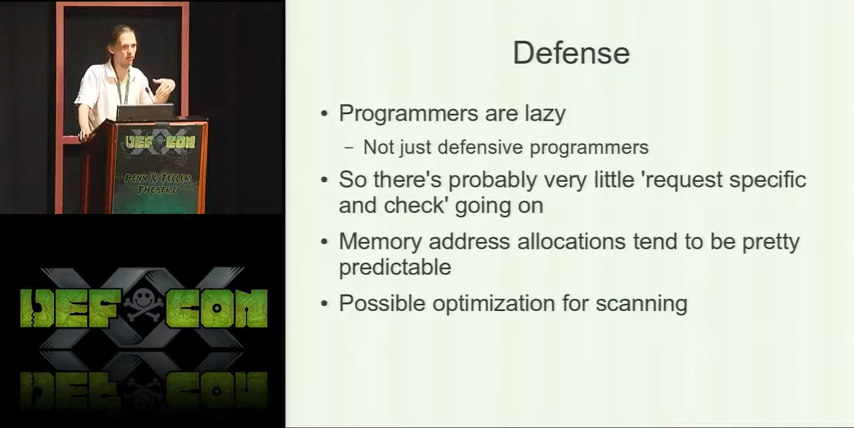 DEF CON
PENN & TELLER
THEATRE
DEF CON
Defense
• Programmers are lazy
– Not just defensive programmers
• So there's probably very little 'request specific
and check' going on
• Memory address allocations tend to be pretty
predictable
• Possible optimization for scanning